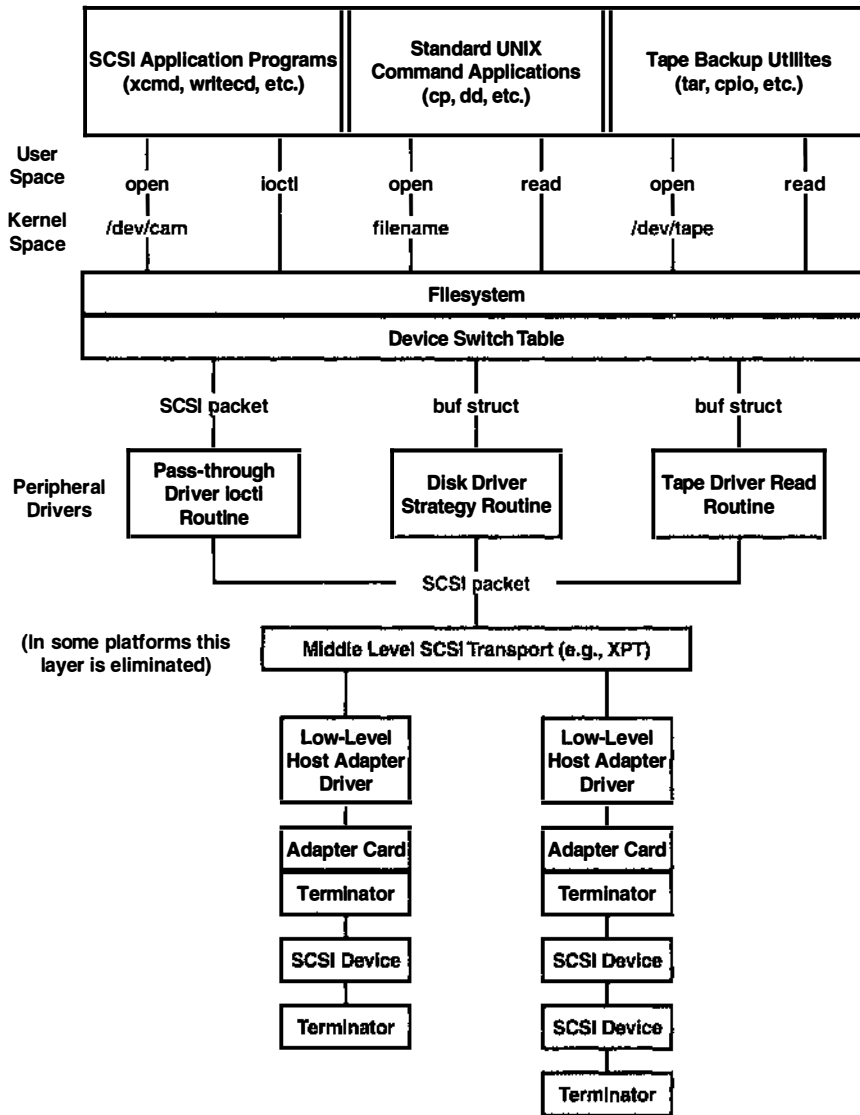 SCSI Application Programs
(xcmd, writecd, etc.)
Standard UNIX
Command Applications
(cp, dd, etc.)
Tape Backup Utilites
(tar, cpio, etc.)
User
Space
open
ioctl
open
read
open
read
Kernel
Space
/dev/cam
filename
/dev/tape
Filesystem
Device Switch Table
SCSI packet
buf struct
buf struct
Peripheral
Drivers
Pass-through
Driver ioctl
Routine
Disk Driver
Strategy Routine
Tape Driver Read
Routine
SCSI packet
(In some platforms this
layer is eliminated)
Middle Level SCSI Transport (e.g., XPT)
Low-Level
Host Adapter
Driver
Low-Level
Host Adapter
Driver
Adapter Card
Adapter Card
Terminator
Terminator
SCSI Device
SCSI Device
Terminator
SCSI Device
Terminator